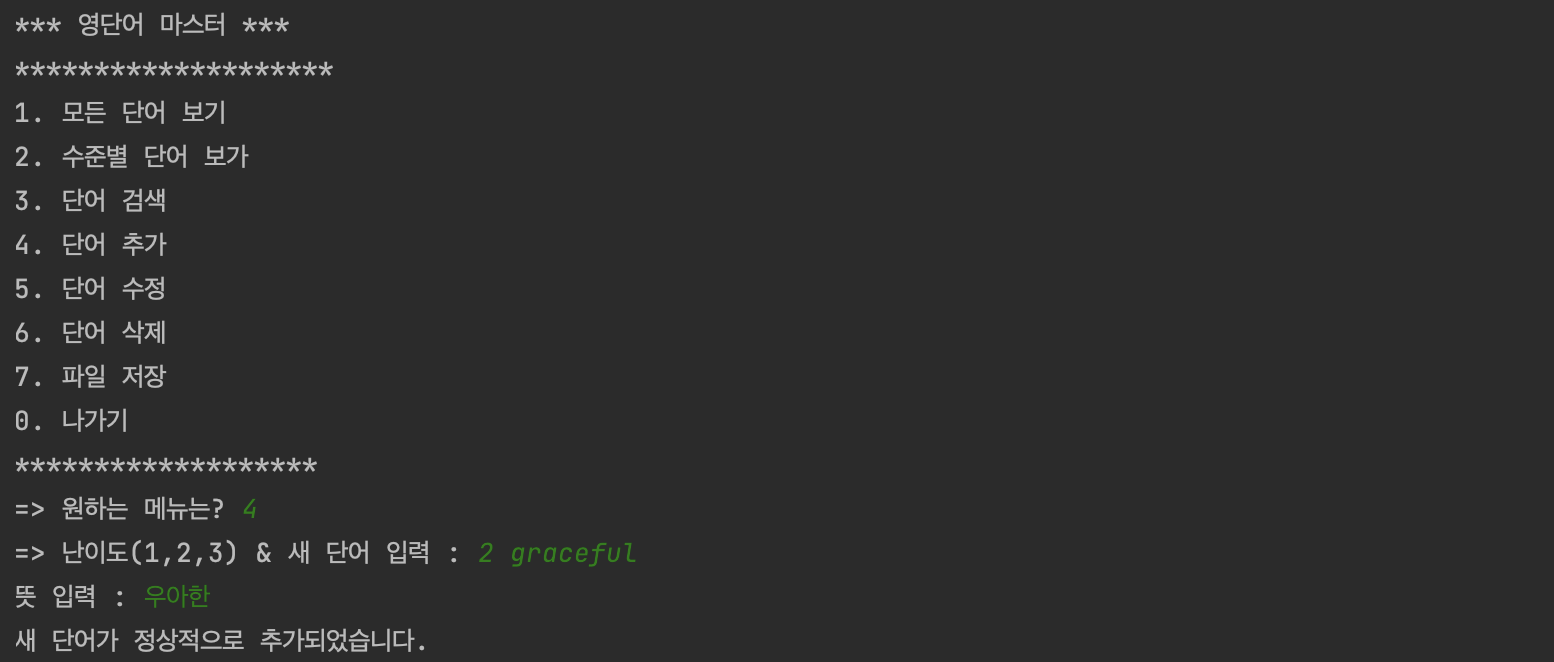 *** 영단어 마스터 ***
********************
1. 모든 단어 보기
2. 수준별 단어 보가
3. 단어 검색
4. 단어 추가
5. 단어 수정
6. 단어 삭제
7. 파일 저장
0. 나가기
*******************
=> 원하는 메뉴는? 4
=> 난이도(1,2,3) & 새 단어 입력 : 2 graceful
뜻 입력 : 우아한
새 단어가 정상적으로 추가되었습니다.